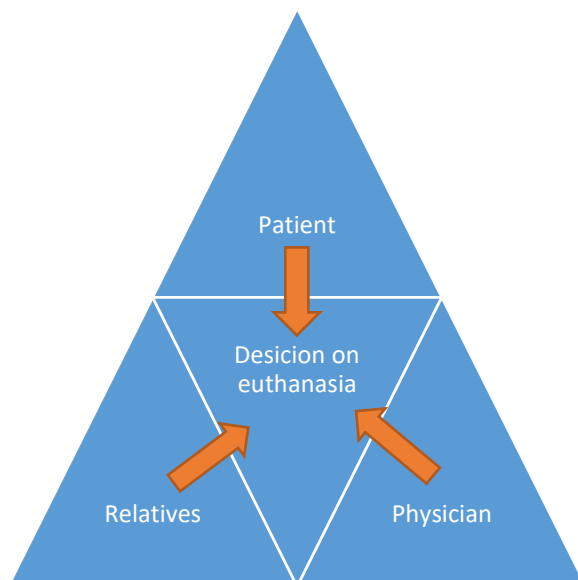 Patient
Desicion on
euthanasia
Relatives
Physician